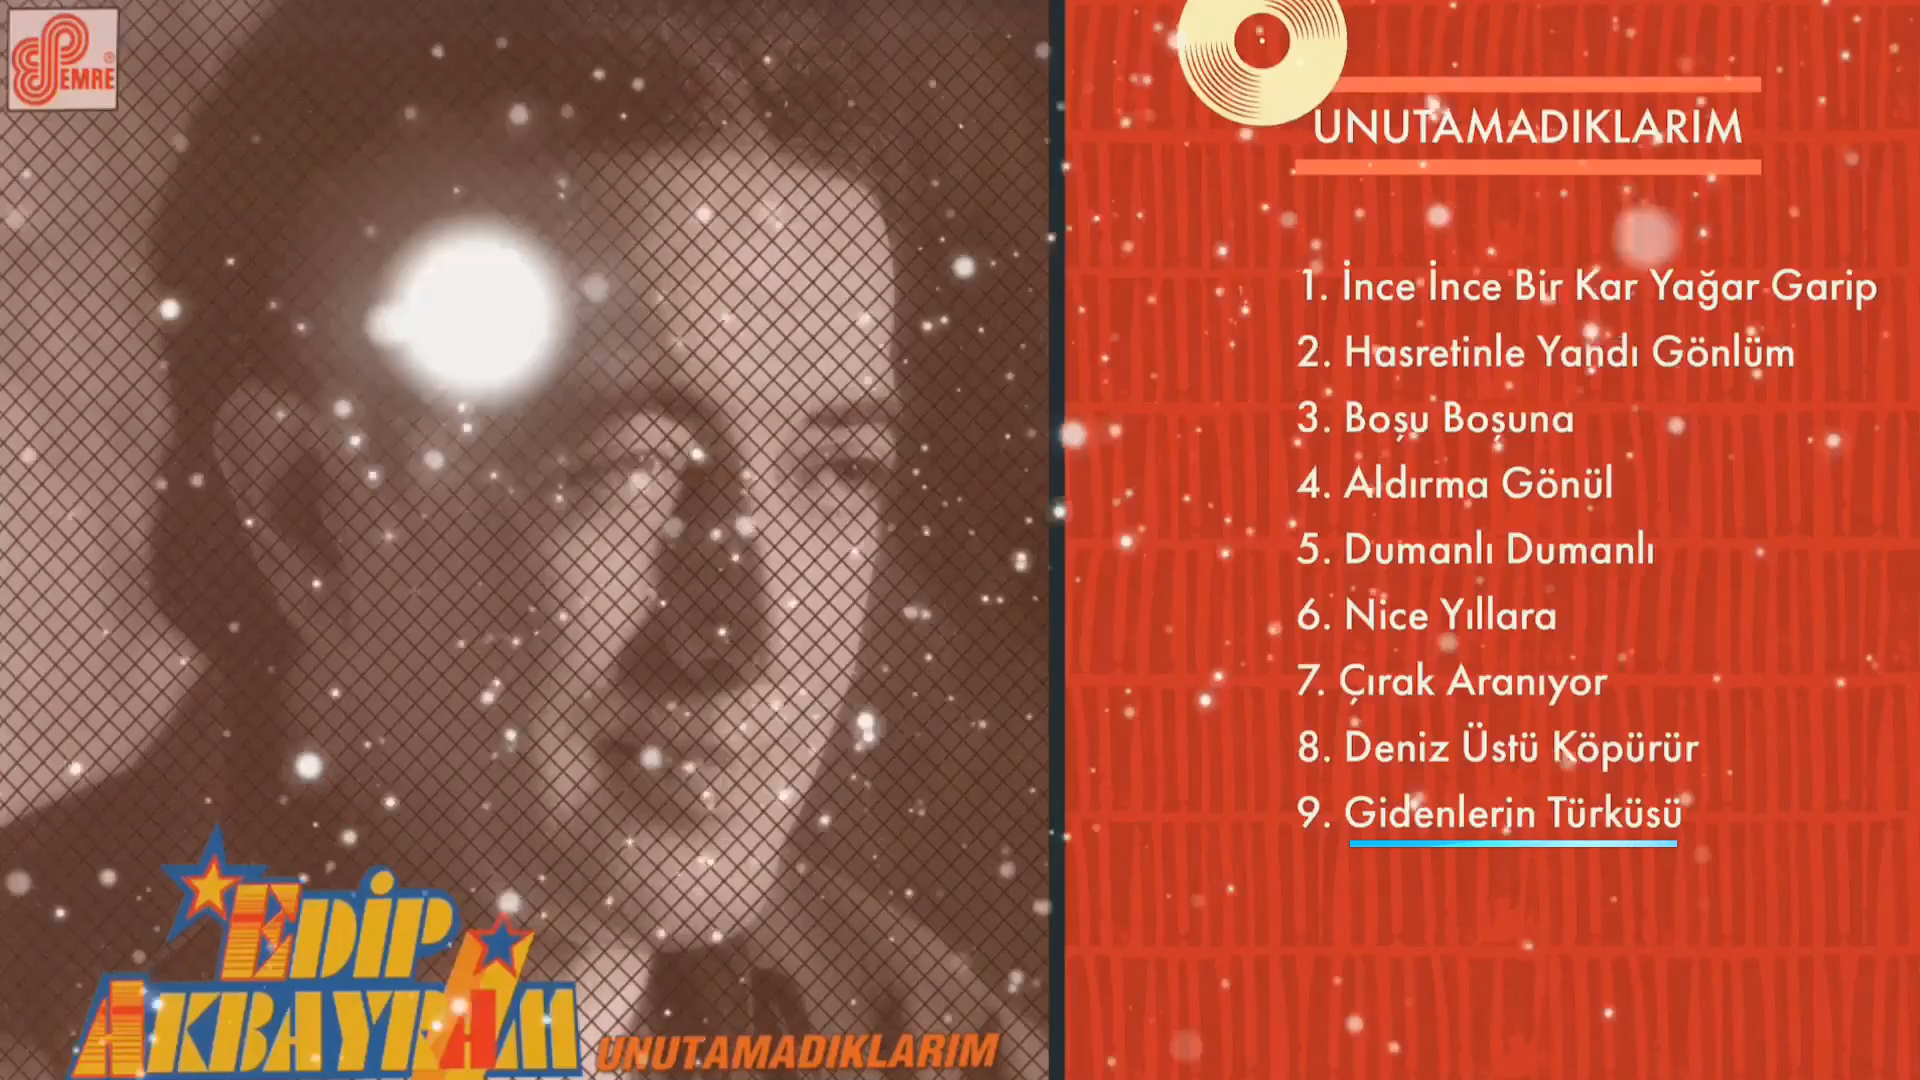 EMRE
UNUTAMADIKLARIM
1. İnce İnce Bir Kar Yağar Garip
2. Hasretinle Yandı Gönlüm
3. Boşu Boşuna
4. Aldırma Gönül
5. Dumanlı Dumanlı
6. Nice Yıllara
7. Çırak Aranıyor
8. Deniz Üstü Köpürür
9. Gidenlerin Türküsü
EDİP
AKBAYRAM
UNUTAMADIKLARIM